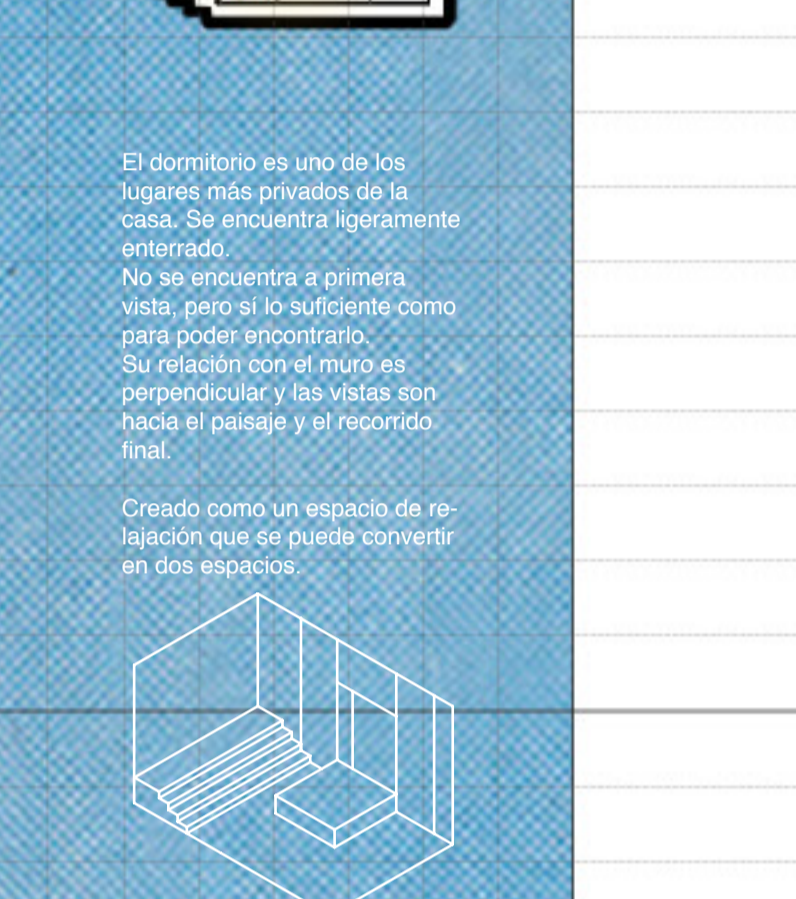 El dormitorio es uno de los
lugares más privados de la
casa. Se encuentra ligeramente
enterrado.
No se encuentra a primera
vista, pero sí lo suficiente como
para poder encontrarlo.
Su relación con el muro es
perpendicular y las vistas son
hacia el paisaje y el recorrido
final.
Creado como un espacio de re-
lajación que se puede convertir
en dos espacios.